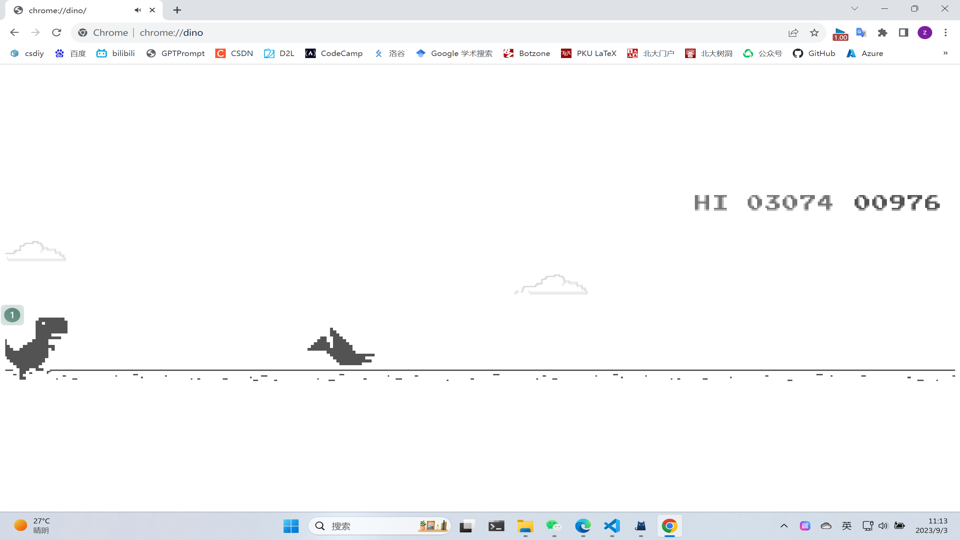 chrome://dino/
Chrome | chrome://dino
1.00
z
csdiy 百度 bilibili GPTPrompt CSDN D2L CodeCamp 洛谷 Google 学术搜索 Botzone PKU LaTeX 北大门户 北大树洞 公众号 GitHub Azure »
HI 03074 00976
1
27°C
晴朗
搜索
英
11:13
2023/9/3